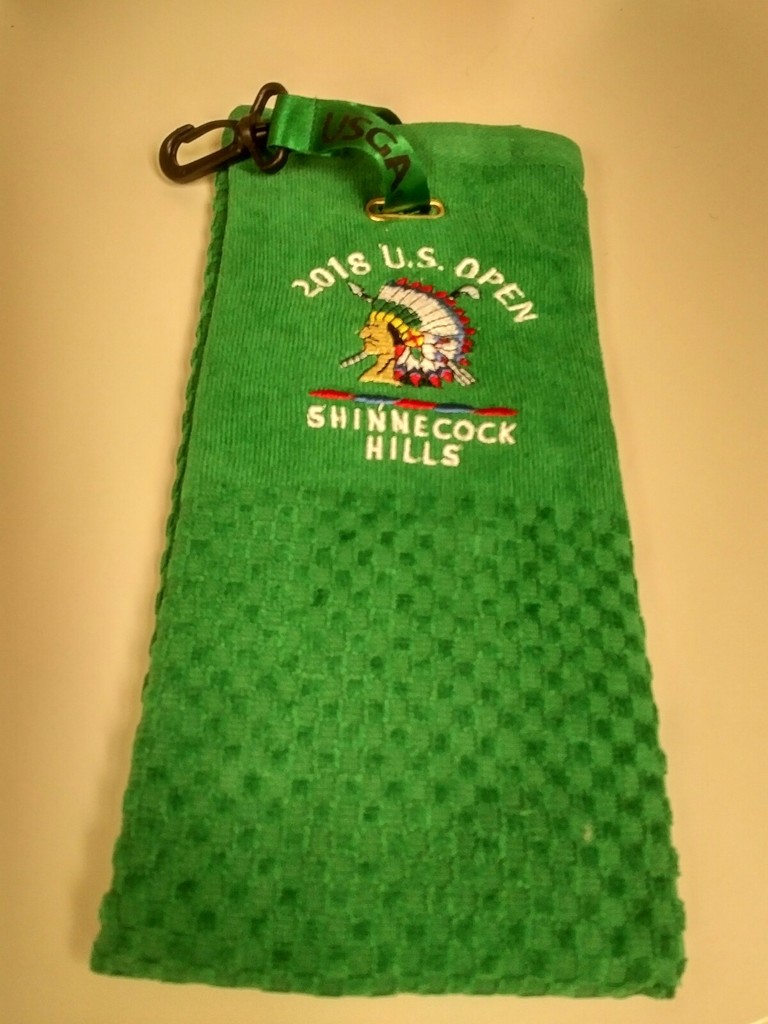 USGA
2018 U.S. OPEN
SHINNECOCK
HILLS